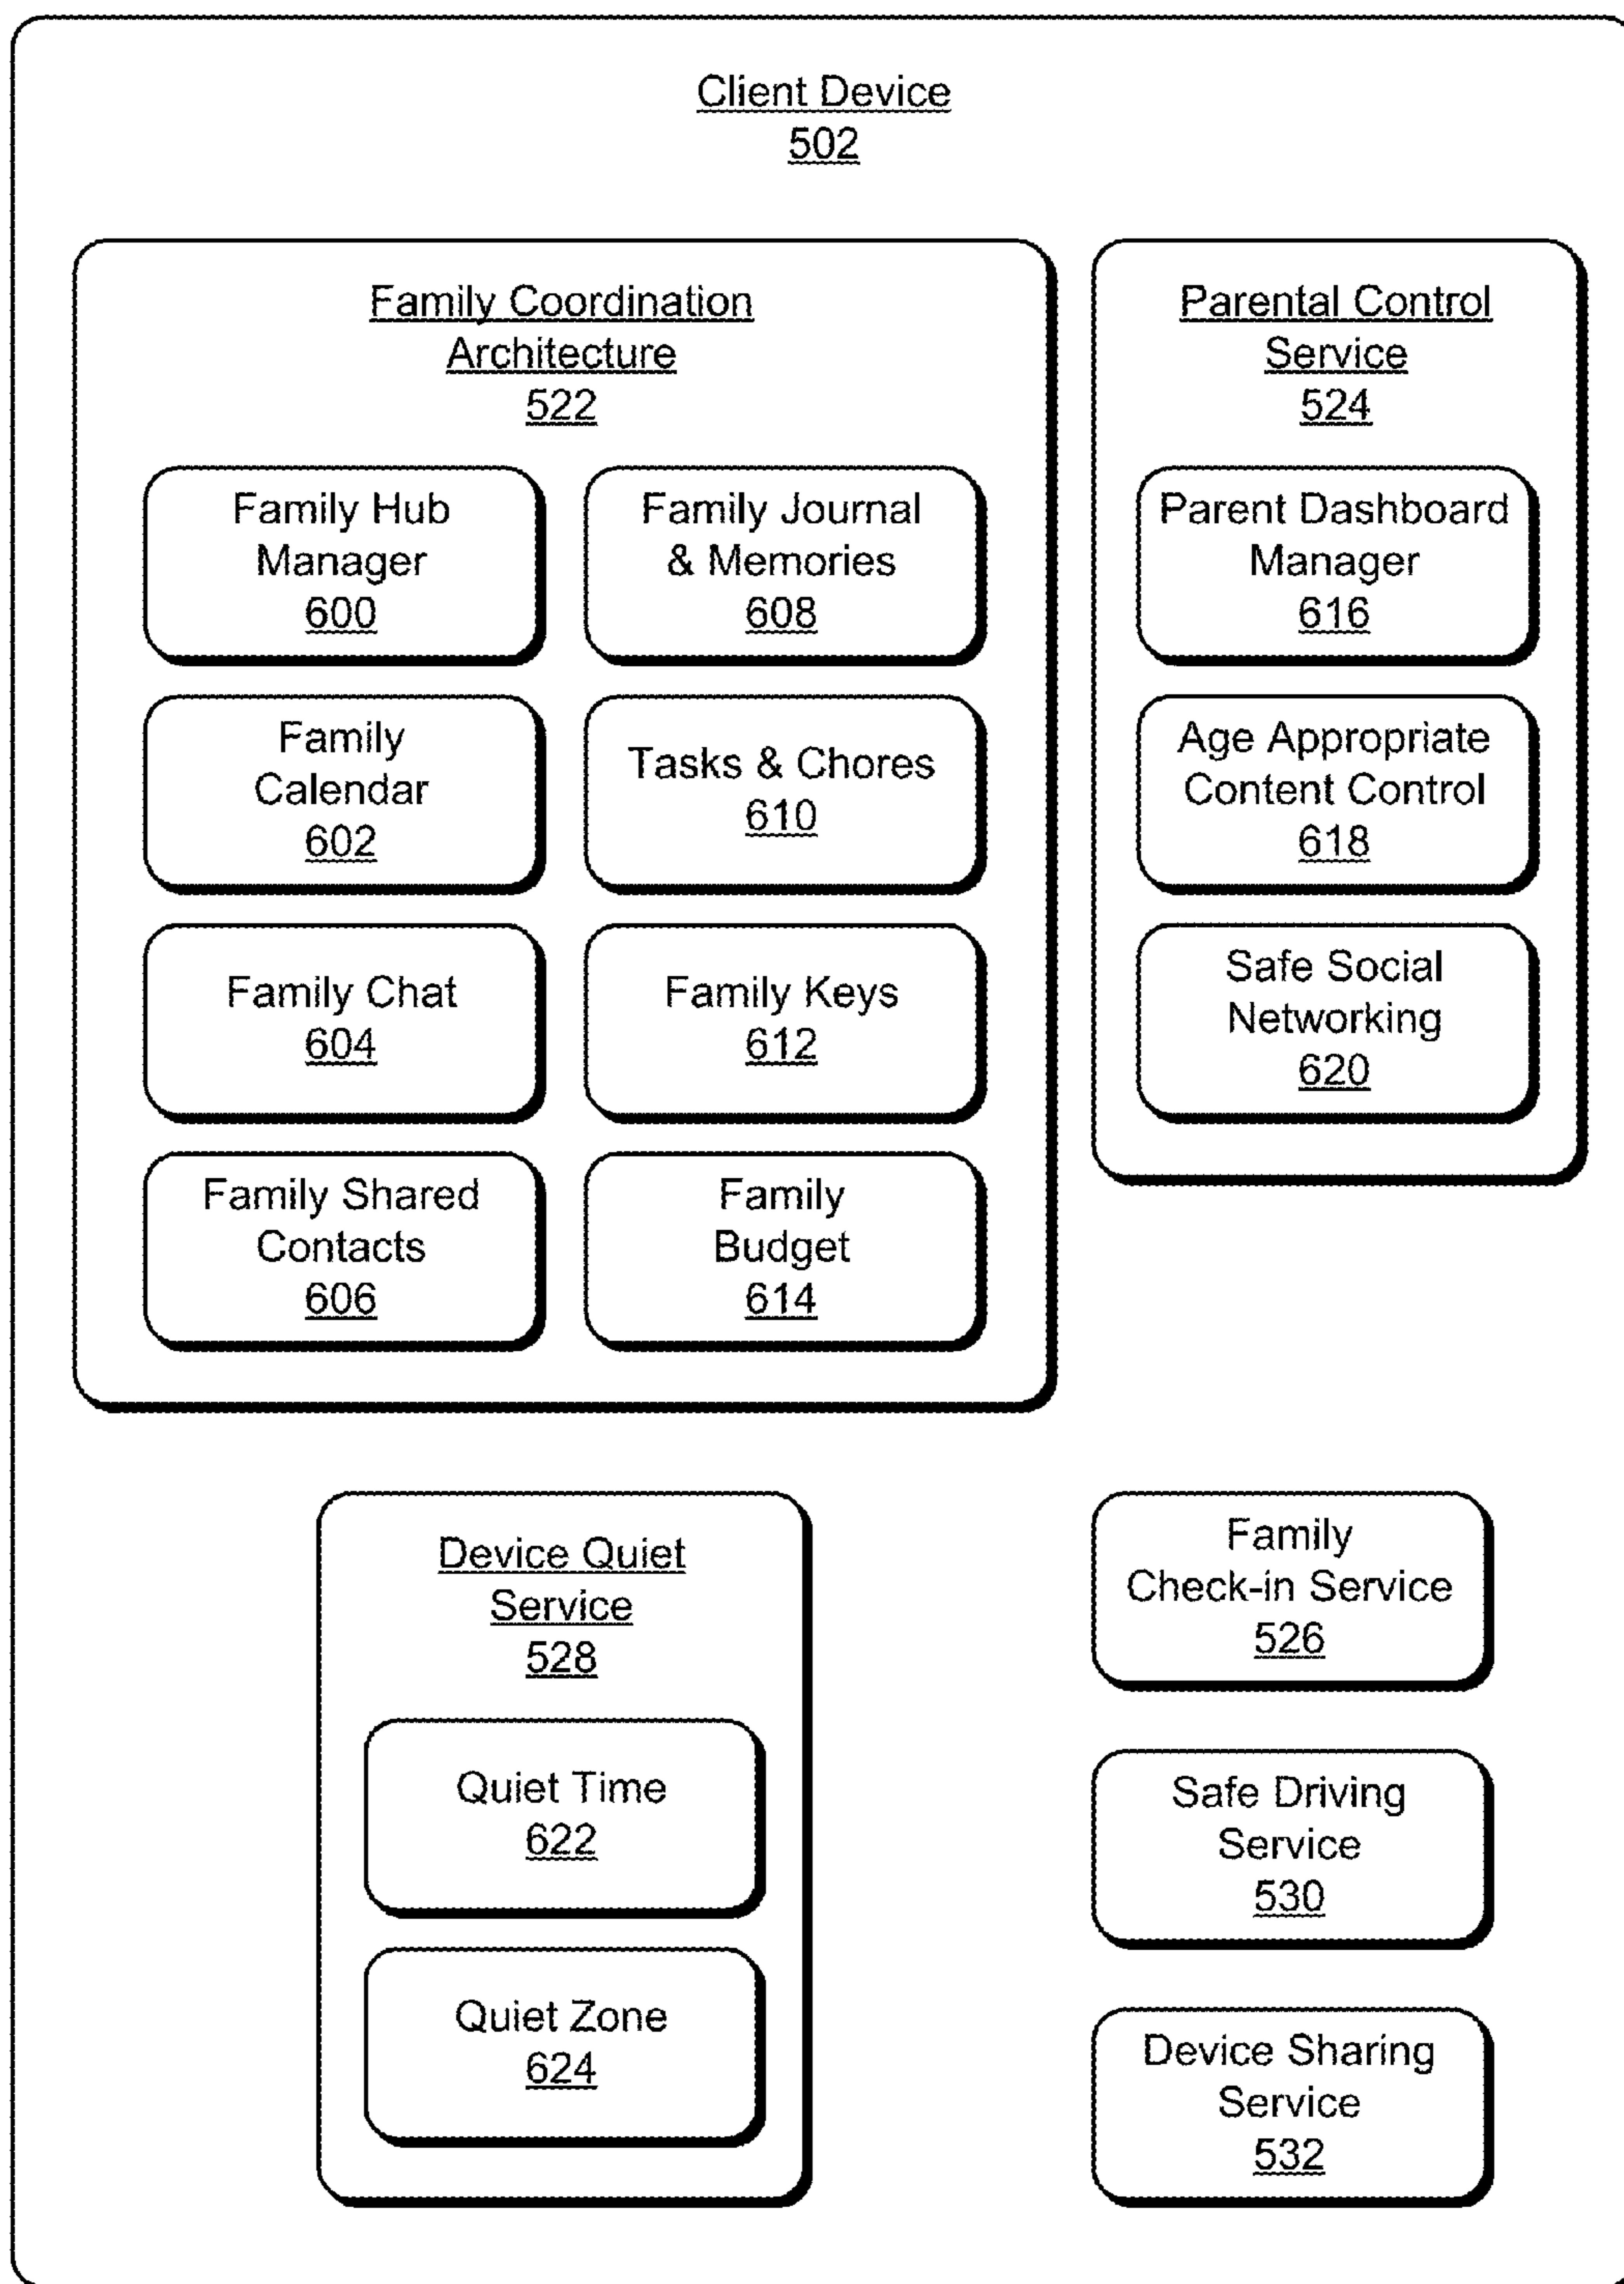 Client Device
502
Family Coordination
Architecture
522
Family Hub
Manager
600
Family Journal
& Memories
608
Family
Calendar
602
Tasks & Chores
610
Family Chat
604
Family Keys
612
Family Shared
Contacts
606
Family
Budget
614
Parental Control
Service
524
Parent Dashboard
Manager
616
Age Appropriate
Content Control
618
Safe Social
Networking
620
Device Quiet
Service
528
Quiet Time
622
Quiet Zone
624
Family
Check-in Service
526
Safe Driving
Service
530
Device Sharing
Service
532